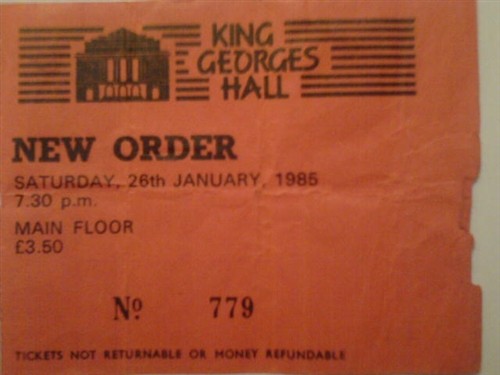 KING
GEORGES
HALL
NEW ORDER
SATURDAY, 26th JANUARY, 1985
7.30 p.m.
MAIN FLOOR
£3.50
Nº 779
TICKETS NOT RETURNABLE OR MONEY REFUNDABLE